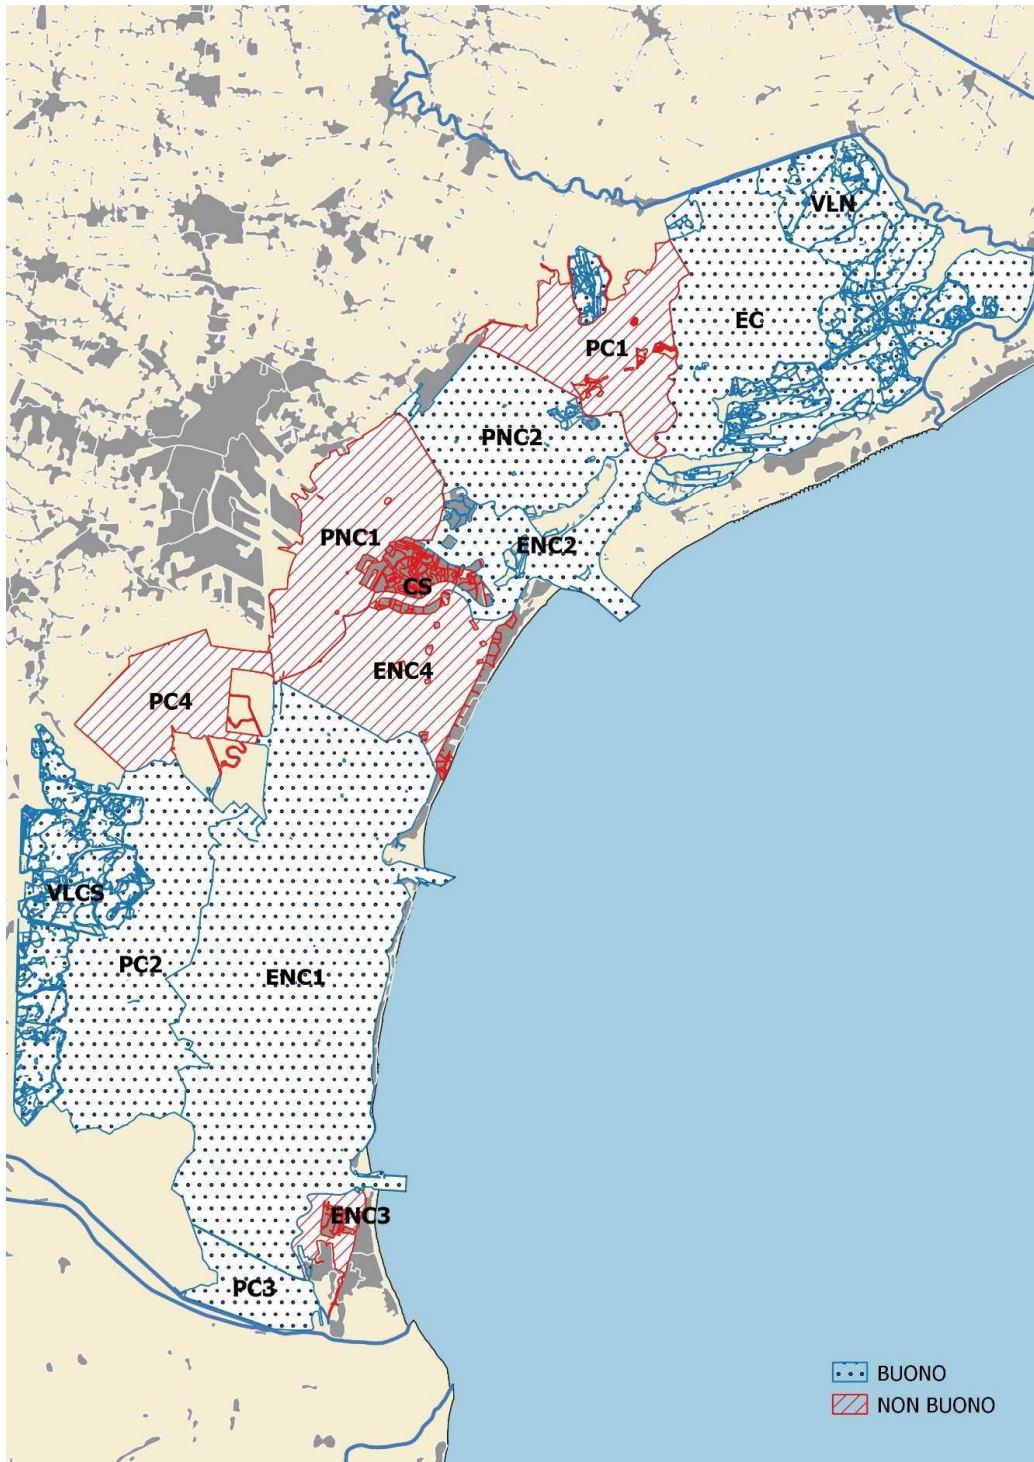 VLN
EC
PC1
PNC2
PNC1
ENC2
CS
ENC4
PC4
VLCS
PC2
ENC1
ENC3
PC3
BUONO
NON BUONO